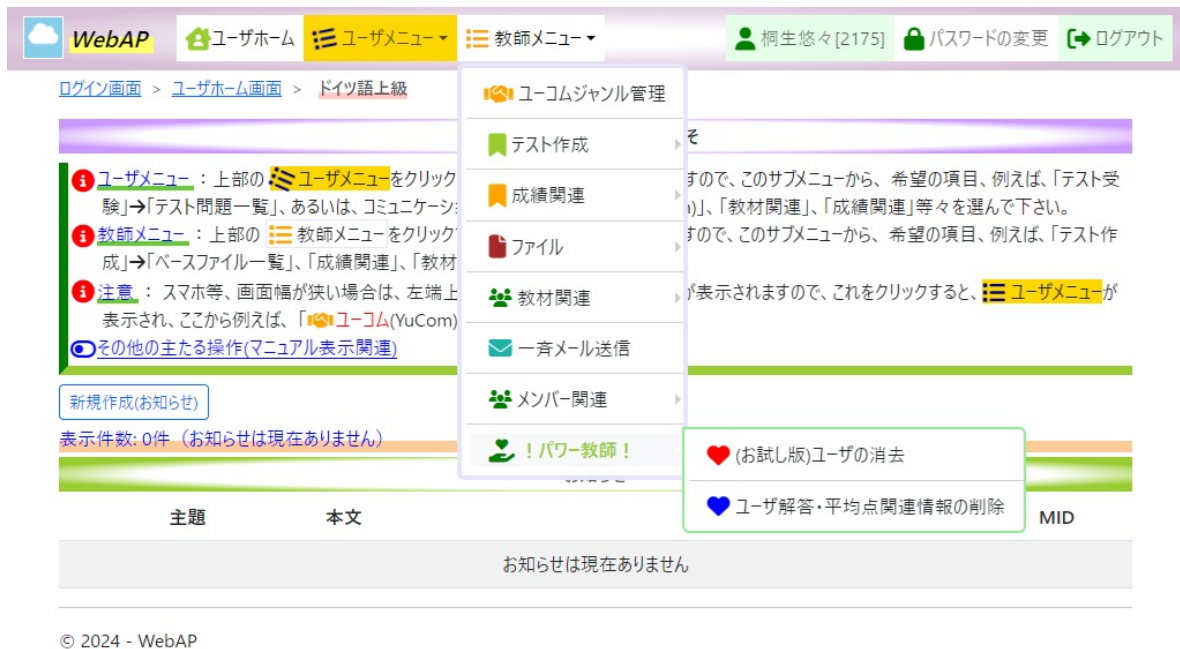 WebAP ユーザホーム ユーザメニュー 教師メニュー 桐生悠々[2175] パスワードの変更 ログアウト
ログイン画面 > ユーザホーム画面 > ドイツ語上級
ユーコムジャンル管理
テスト作成
成績関連
ファイル
教材関連
一斉メール送信
メンバー関連
！パワー教師！
(お試し版)ユーザの消去
ユーザ解答・平均点関連情報の削除
そ
ユーザメニュー ：上部の ユーザメニューをクリック すので、このサブメニューから、 希望の項目、例えば、「テスト受
験」→「テスト問題一覧」、あるいは、コミュニケーシ )」、「教材関連」、「成績関連」等々を選んで下さい。
教師メニュー ：上部の 教師メニューをクリック すので、このサブメニューから、 希望の項目、例えば、「テスト作
成」→「ベースファイル一覧」、「成績関連」、「教材
注意 ： スマホ等、画面幅が狭い場合は、左端上 が表示されますので、これをクリックすると、 ユーザメニューが
表示され、ここから例えば、「 ユーコム(YuCom)
その他の主たる操作(マニュアル表示関連)
新規作成(お知らせ)
表示件数: 0件 （お知らせは現在ありません）
主題 本文 MID
お知らせは現在ありません
© 2024 - WebAP